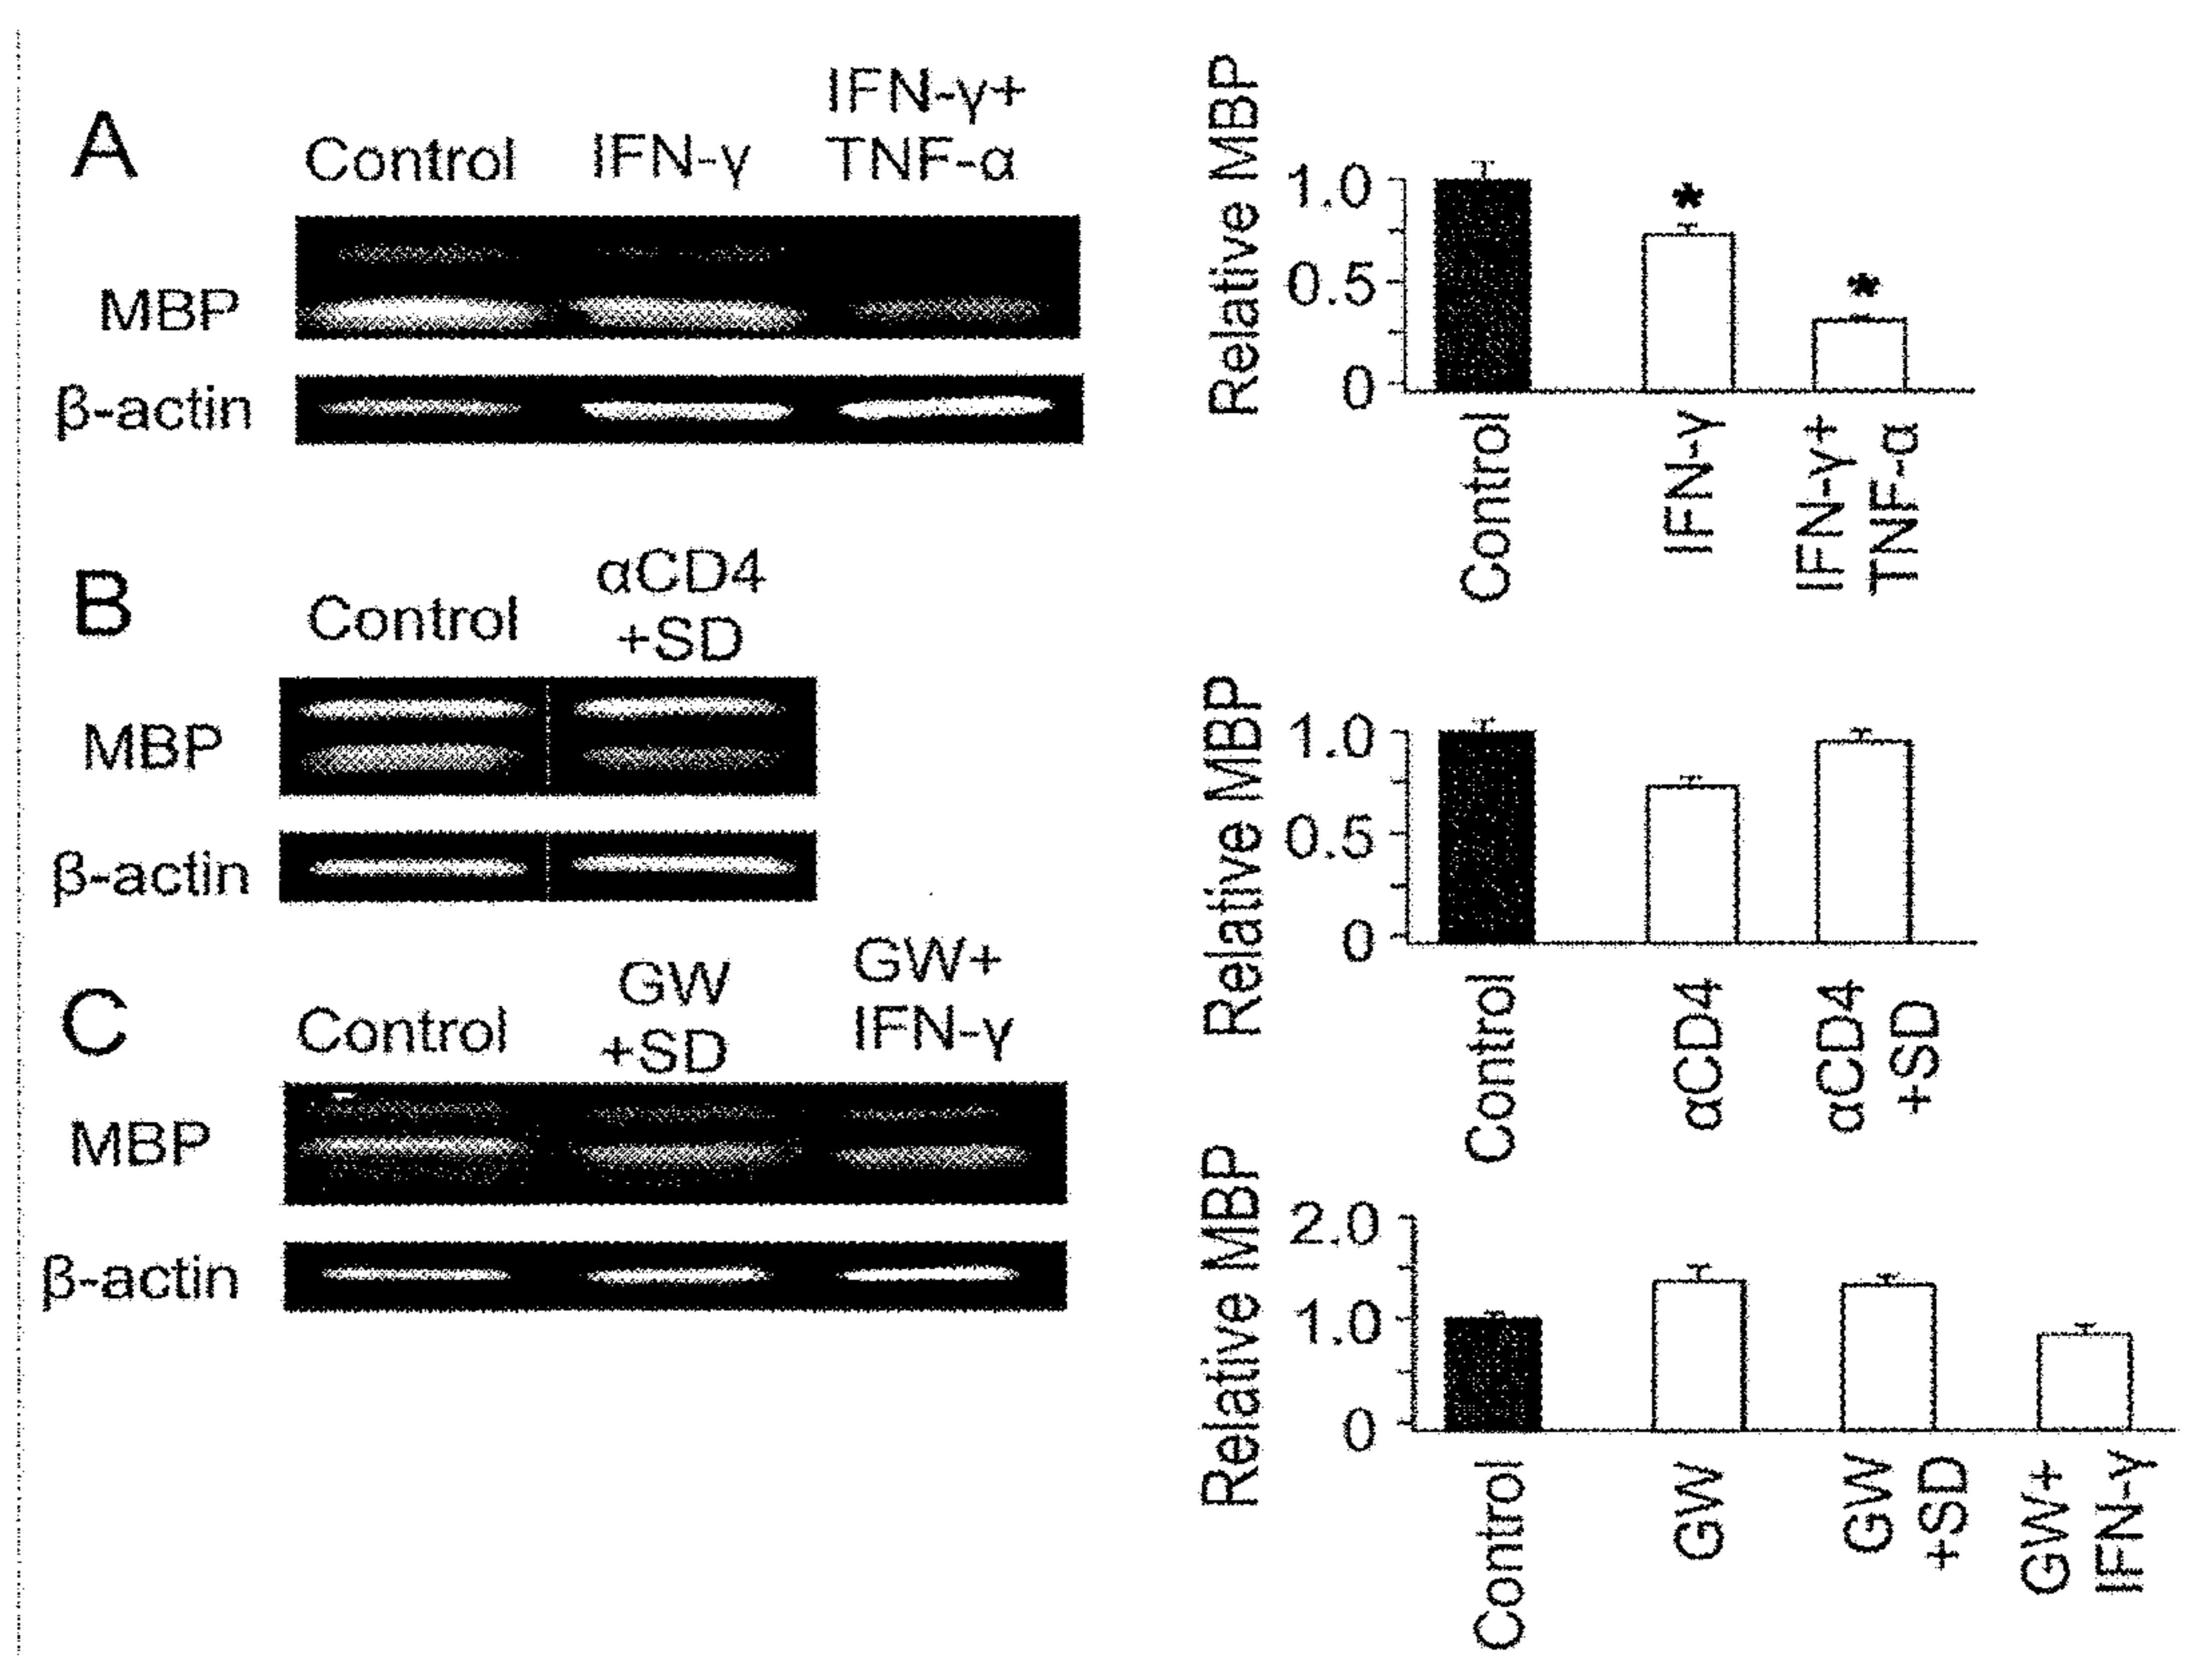 A
Control
IFN-γ
IFN-γ+
TNF-α
MBP
β-actin
Relative MBP
1.0
0.5
0
*
*
Control
IFN-γ
IFN-γ+
TNF-α
B
Control
αCD4
+SD
MBP
β-actin
Relative MBP
1.0
0.5
0
Control
αCD4
αCD4
+SD
C
Control
GW
+SD
GW+
IFN-γ
MBP
β-actin
Relative MBP
2.0
1.0
0
Control
GW
GW
+SD
GW+
IFN-γ